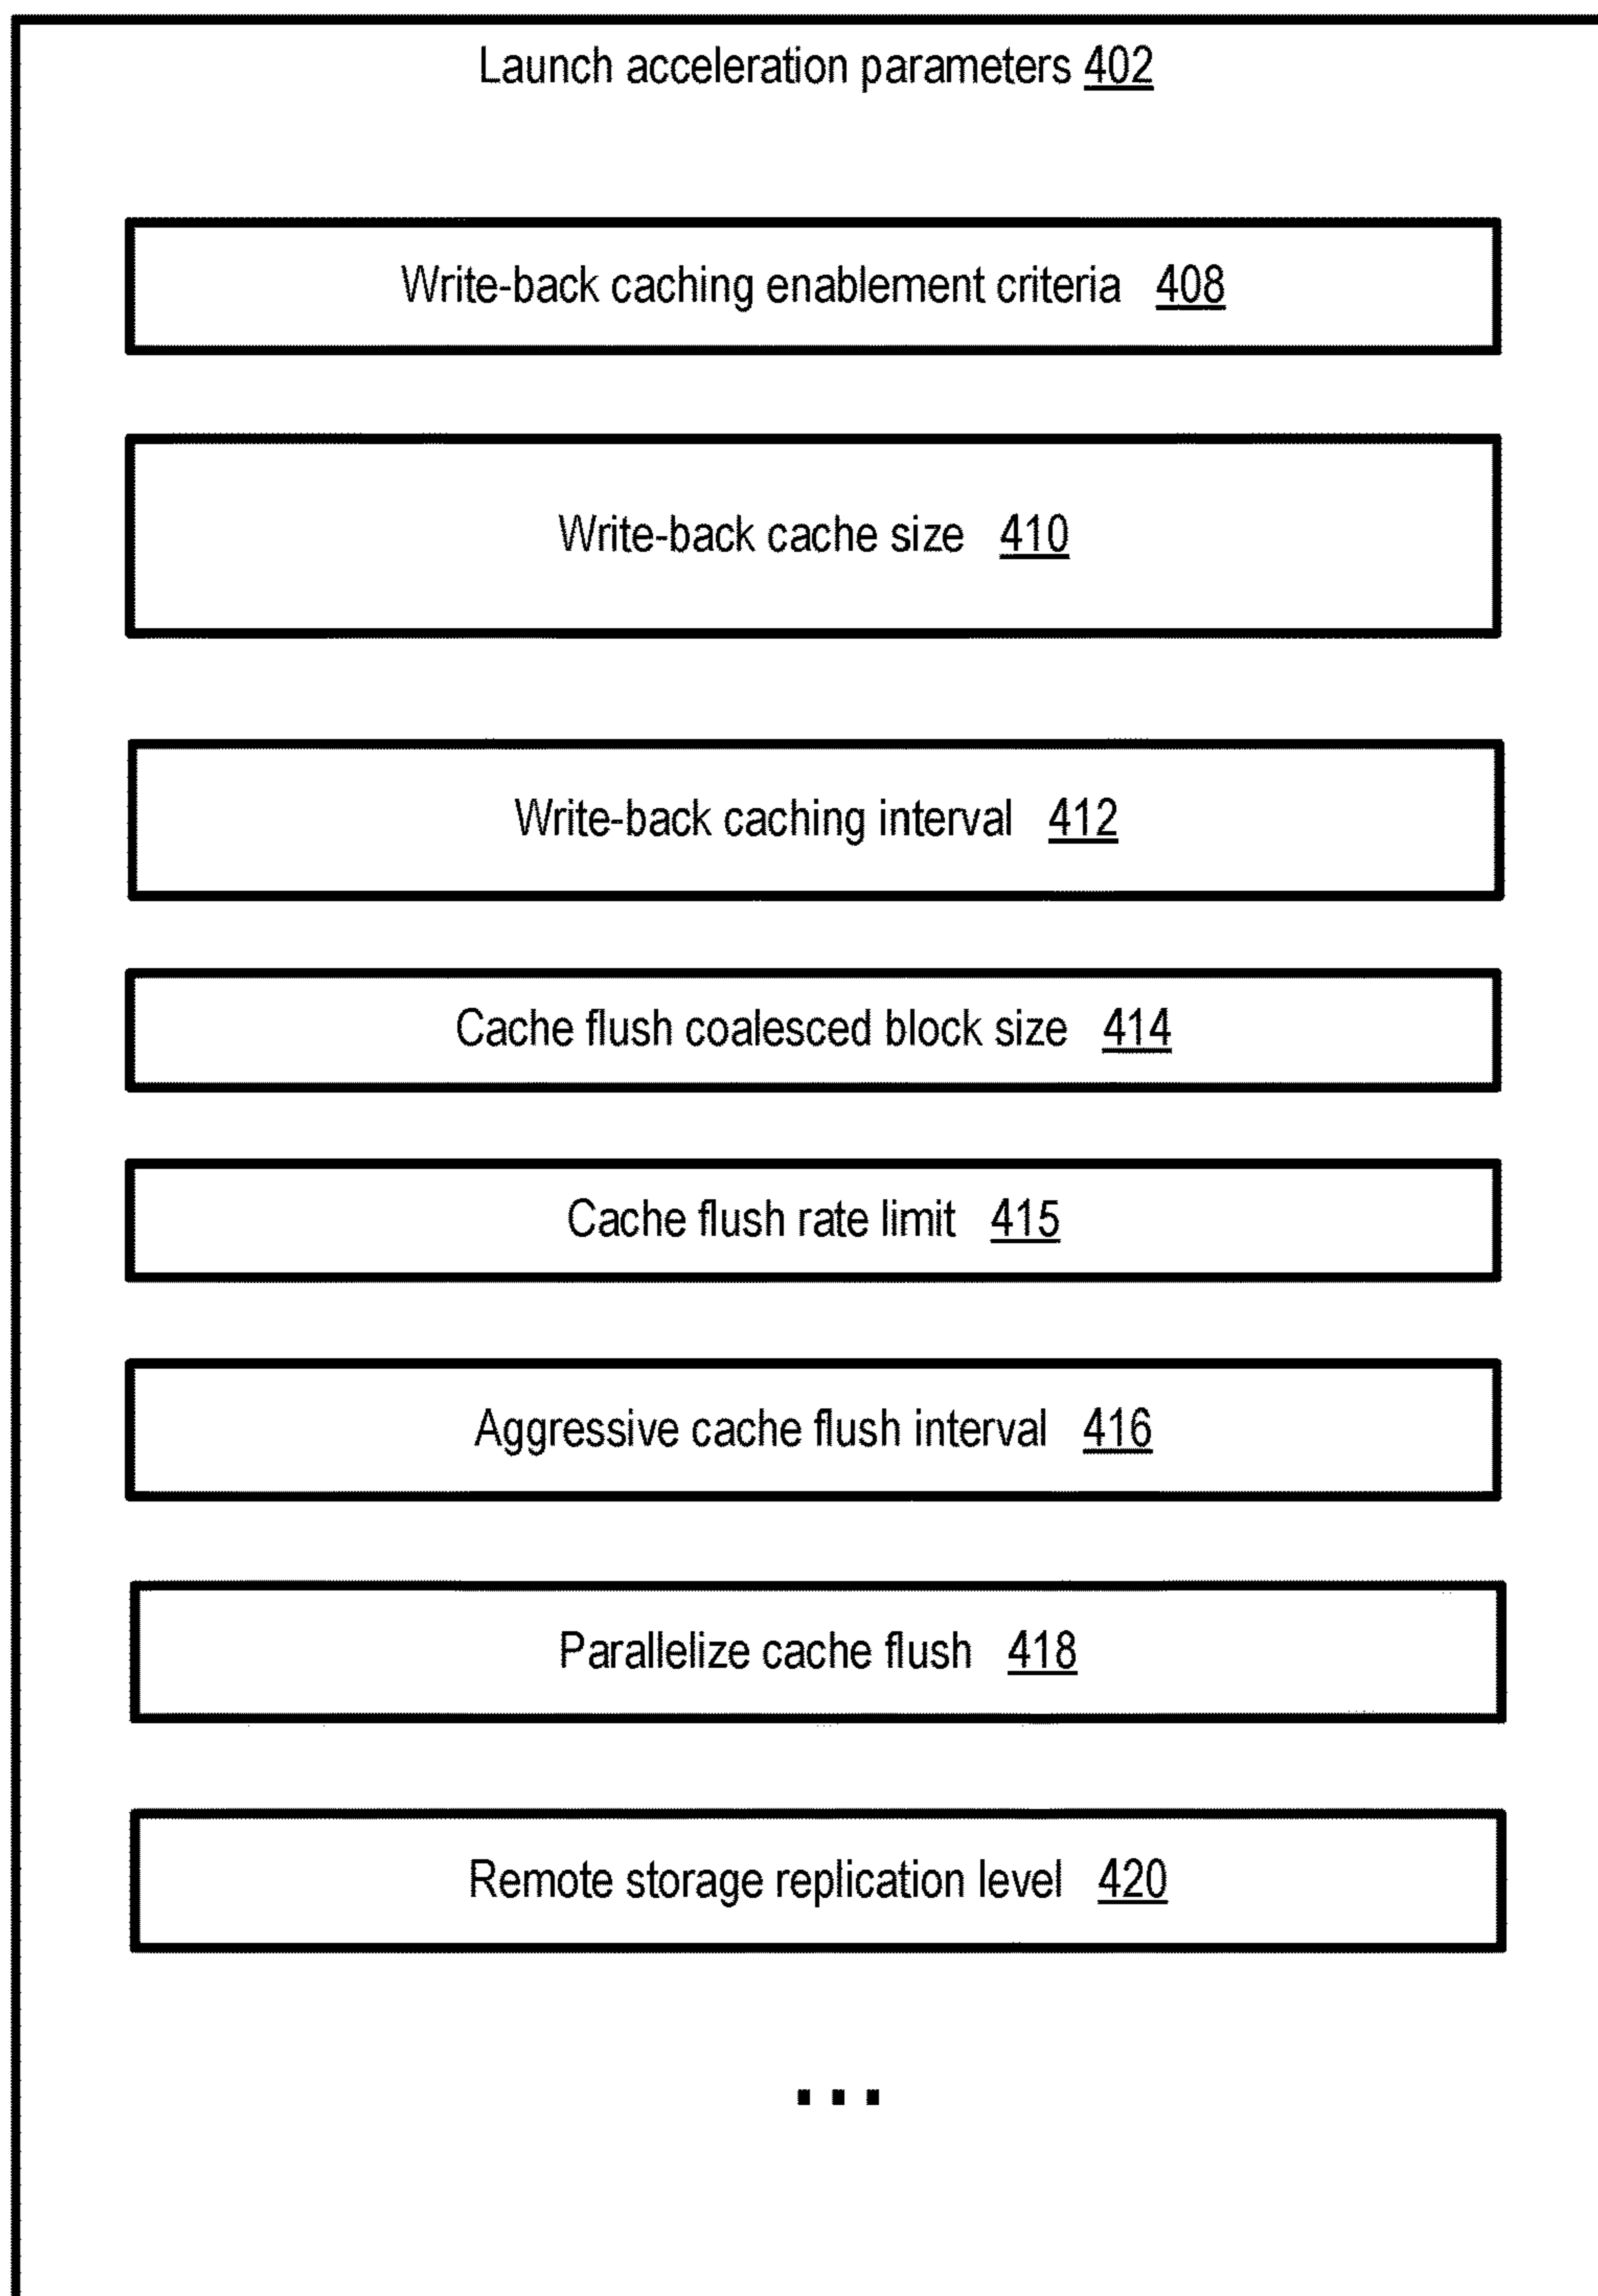 Launch acceleration parameters 402
Write-back caching enablement criteria 408
Write-back cache size 410
Write-back caching interval 412
Cache flush coalesced block size 414
Cache flush rate limit 415
Aggressive cache flush interval 416
Parallelize cache flush 418
Remote storage replication level 420
...